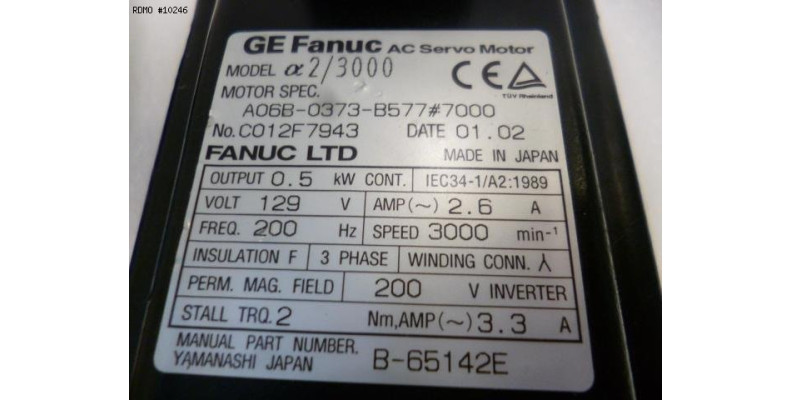 RDMO #10246
GE Fanuc AC Servo Motor
MODEL α2/3000
CE
TÜV Rheinland
MOTOR SPEC.
A06B-0373-B577#7000
No.C012F7943 DATE 01.02
FANUC LTD MADE IN JAPAN
OUTPUT 0.5 kW CONT. IEC34-1/A2:1989
VOLT 129 V AMP(~) 2.6 A
FREQ. 200 Hz SPEED 3000 min-¹
INSULATION F 3 PHASE WINDING CONN. ⅄
PERM. MAG. FIELD 200 V INVERTER
STALL TRQ. 2 Nm,AMP(~) 3.3 A
MANUAL PART NUMBER.
YAMANASHI JAPAN B-65142E